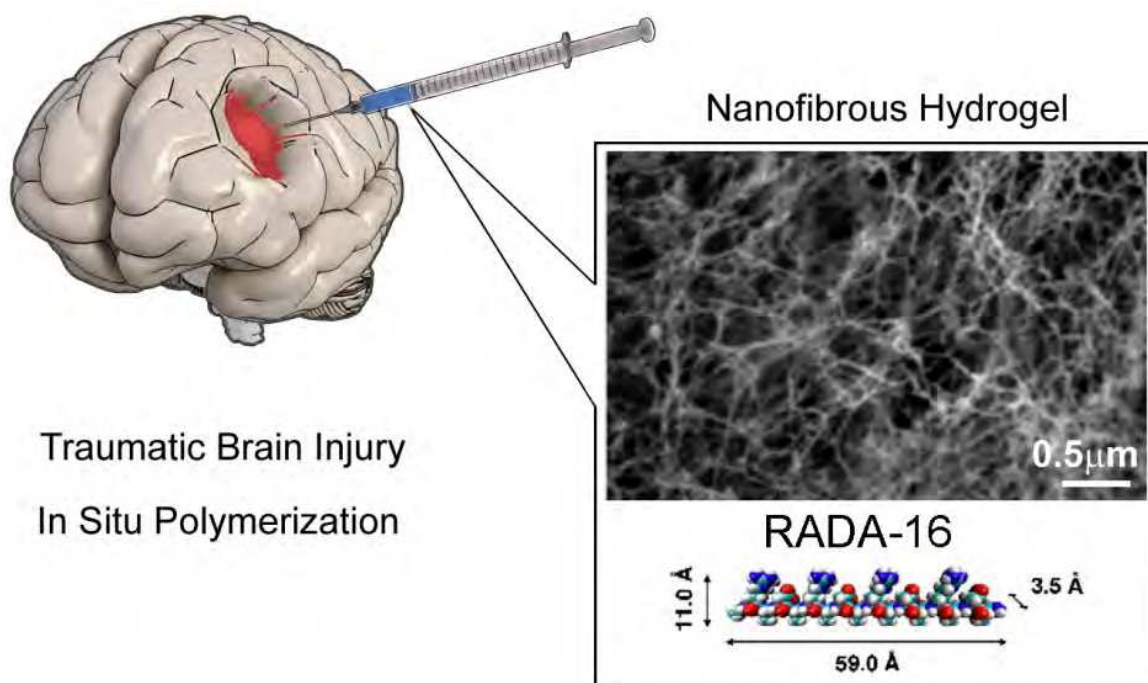 Nanofibrous Hydrogel
0.5μm
Traumatic Brain Injury
In Situ Polymerization
RADA-16
11.0 Å
3.5 Å
59.0 Å